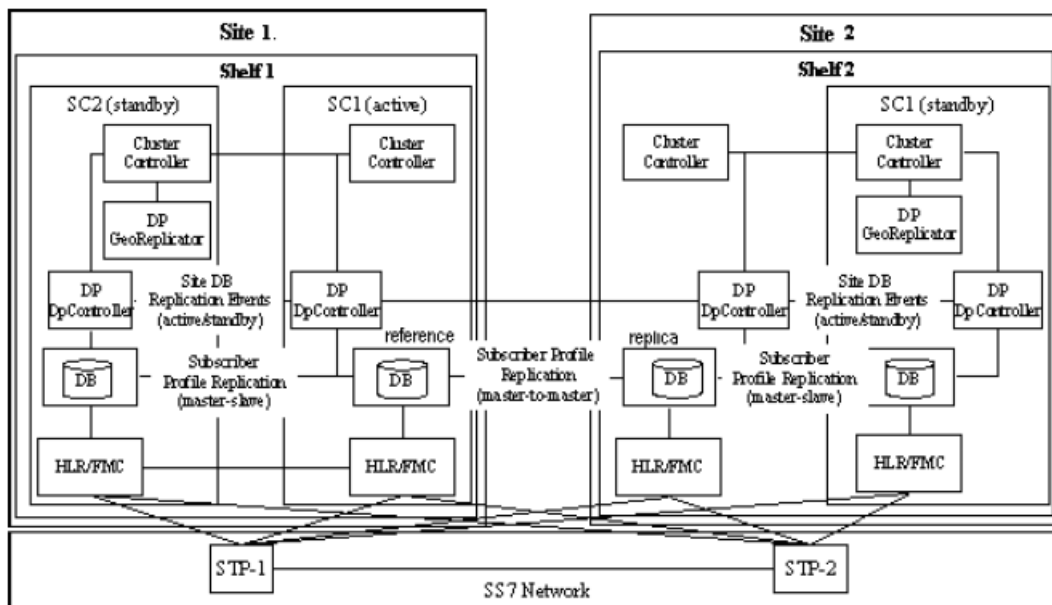 Site 1.
Site 2
Shelf 1
Shelf 2
SC2 (standby)
SC1 (active)
SC1 (standby)
Cluster
Controller
Cluster
Controller
Cluster
Controller
Cluster
Controller
DP
GeoReplicator
DP
GeoReplicator
DP
DpController
Site DB
Replication Events
(active/standby)
DP
DpController
DP
DpController
Site DB
Replication Events
(active/standby)
DP
DpController
reference
replica
DB
Subscriber
Profile Replication
(master-slave)
DB
Subscriber Profile
Replication
(master-to-master)
DB
Subscriber
Profile Replication
(master-slave)
DB
HLR/FMC
HLR/FMC
HLR/FMC
HLR/FMC
STP-1
STP-2
SS7 Network